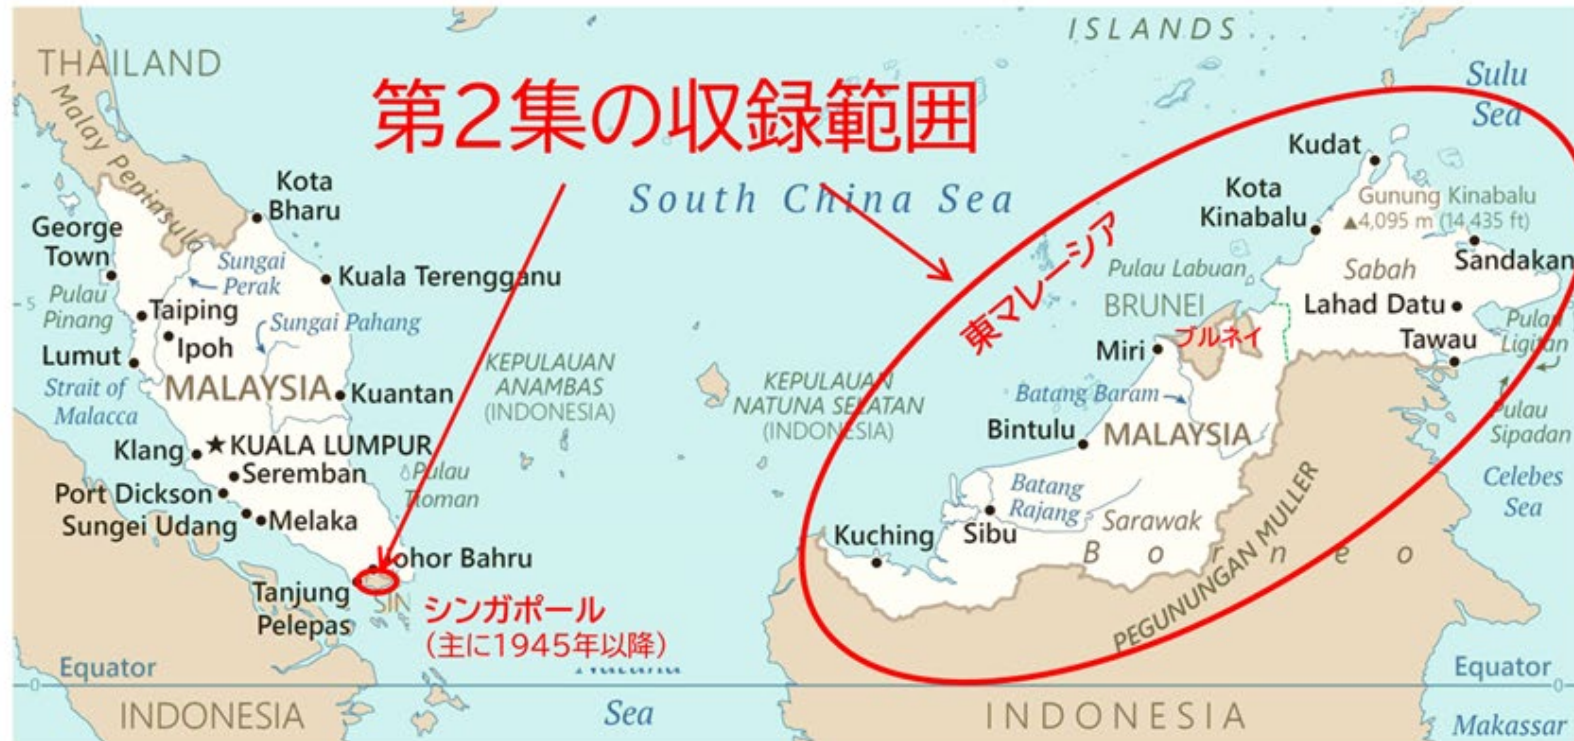 ISLANDS
THAILAND
Malay Peninsula
第2集の収録範囲
Sulu
Sea
South China Sea
Kudat
Kota
Kinabalu
Gunung Kinabalu
▲4,095 m (14,435 ft)
Sandakan
Sabah
Lahad Datu
Tawau
Pulau
Ligitan
Pulau
Sipadan
Celebes
Sea
Kota
Bharu
George
Town
Pulau
Pinang
Sungai
Perak
Kuala Terengganu
5
Taiping
Ipoh
Sungai Pahang
Lumut
Strait of
Malacca
MALAYSIA
Kuantan
KEPULAUAN
ANAMBAS
(INDONESIA)
KEPULAUAN
NATUNA SELATAN
(INDONESIA)
東マレーシア
Pulau Labuan
BRUNEI
ブルネイ
Miri
Batang Baram
Bintulu
MALAYSIA
Batang
Rajang
Sibu
Sarawak
Kuching
Borneo
PEGUNUNGAN MULLER
Klang
★KUALA LUMPUR
Seremban
Port Dickson
Sungei Udang
Melaka
Pulau
Tioman
Johor Bahru
Tanjung
Pelepas
SIN
シンガポール
(主に1945年以降)
Equator
0
INDONESIA
Sea
INDONESIA
Equator
0
Makassar